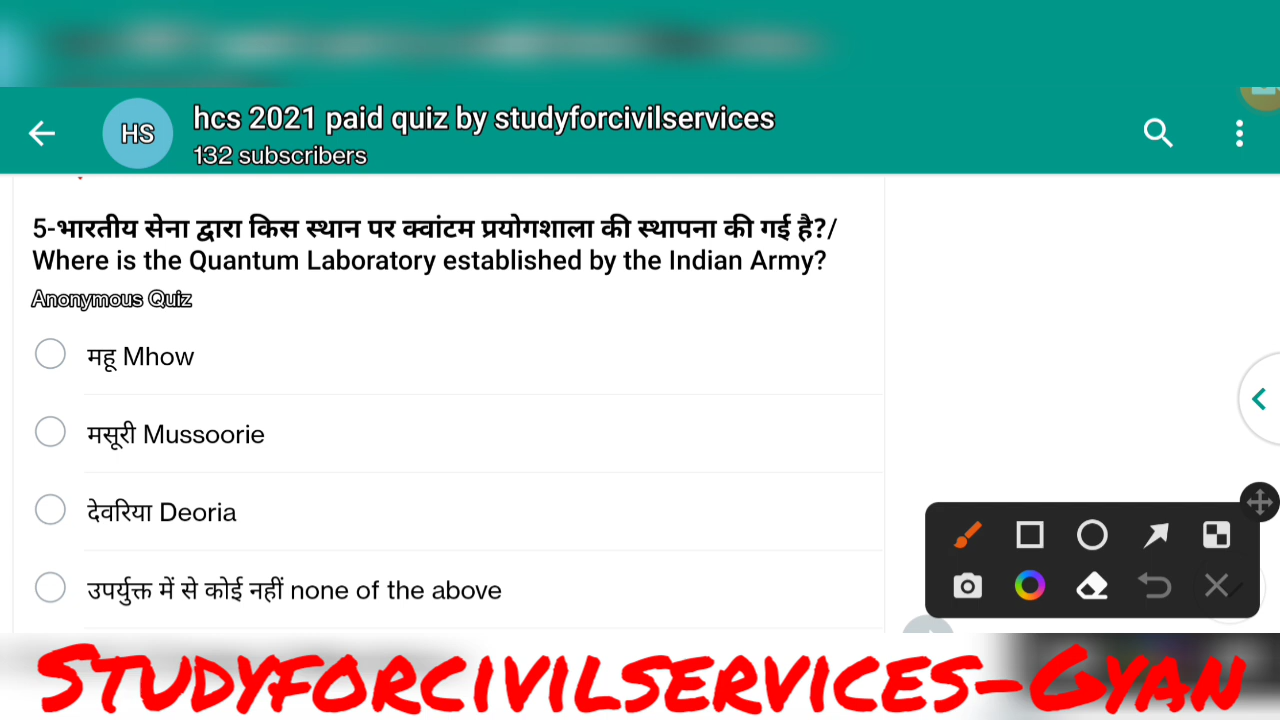 HS
hcs 2021 paid quiz by studyforcivilservices
132 subscribers
5-भारतीय सेना द्वारा किस स्थान पर क्वांटम प्रयोगशाला की स्थापना की गई है?/
Where is the Quantum Laboratory established by the Indian Army?
Anonymous Quiz
महू Mhow
मसूरी Mussoorie
देवरिया Deoria
उपर्युक्त में से कोई नहीं none of the above
STUDYFORCIVILSERVICES-GYAN